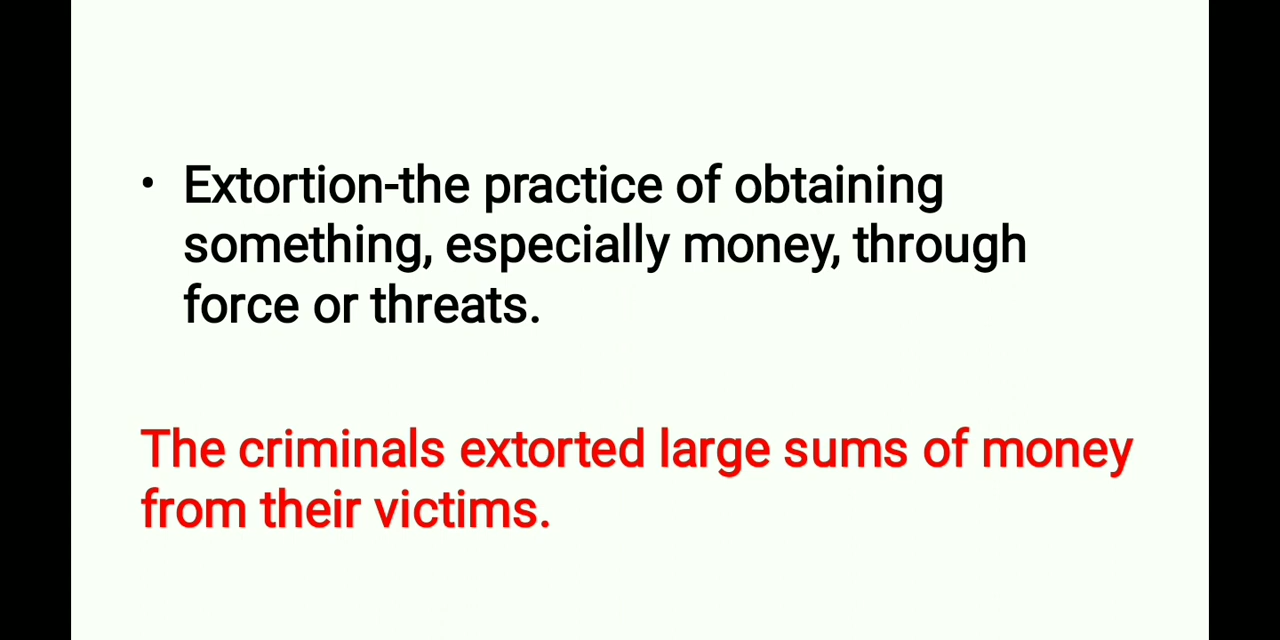 • Extortion-the practice of obtaining
something, especially money, through
force or threats.
The criminals extorted large sums of money
from their victims.